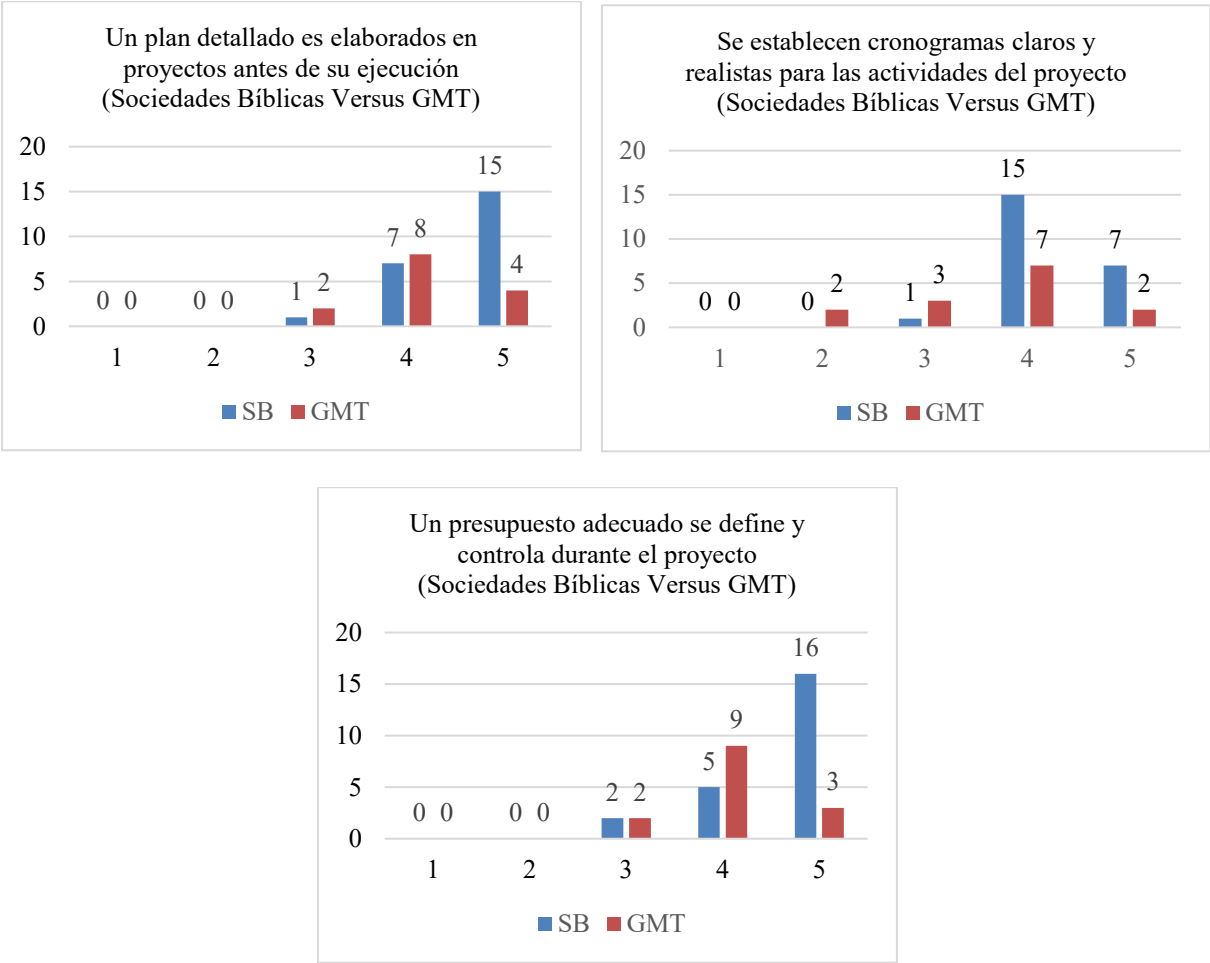 Un plan detallado es elaborados en
proyectos antes de su ejecución
(Sociedades Bíblicas Versus GMT)
20
15
10
5
0
0 0
0 0
1 2
7 8
15 4
1 2 3 4 5
SB GMT
Se establecen cronogramas claros y
realistas para las actividades del proyecto
(Sociedades Bíblicas Versus GMT)
20
15
10
5
0
0 0
0 2
1 3
15 7
7 2
1 2 3 4 5
SB GMT
Un presupuesto adecuado se define y
controla durante el proyecto
(Sociedades Bíblicas Versus GMT)
20
15
10
5
0
0 0
0 0
2 2
5 9
16 3
1 2 3 4 5
SB GMT